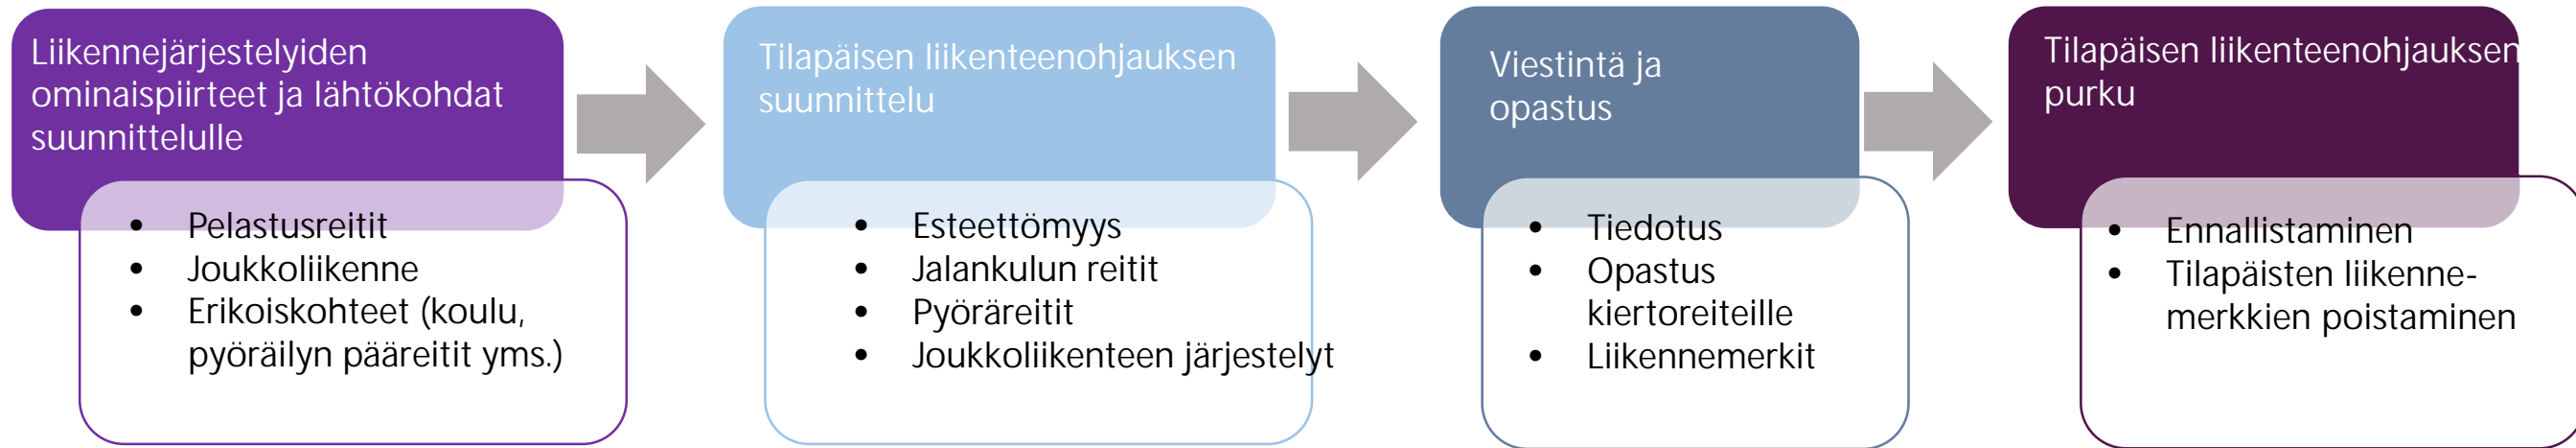 Liikennejärjestelyiden
ominaispiirteet ja lähtökohdat
suunnittelulle
• Pelastusreitit
• Joukkoliikenne
• Erikoiskohteet (koulu,
pyöräilyn pääreitit yms.)
Tilapäisen liikenteenohjauksen
suunnittelu
• Esteettömyys
• Jalankulun reitit
• Pyöräreitit
• Joukkoliikenteen järjestelyt
Viestintä ja
opastus
• Tiedotus
• Opastus
kiertoreiteille
• Liikennemerkit
Tilapäisen liikenteenohjauksen
purku
• Ennallistaminen
• Tilapäisten liikenne-
merkkien poistaminen